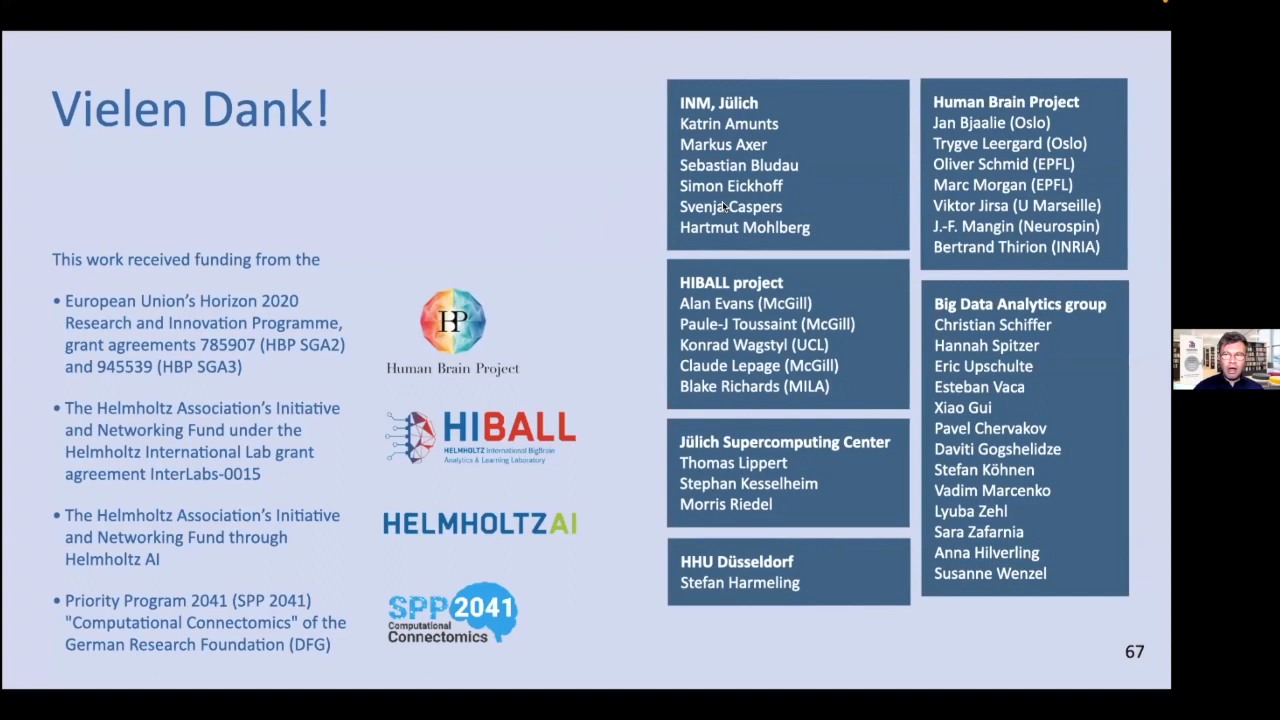 Vielen Dank!
This work received funding from the
• European Union's Horizon 2020
Research and Innovation Programme,
grant agreements 785907 (HBP SGA2)
and 945539 (HBP SGA3)
• The Helmholtz Association's Initiative
and Networking Fund under the
Helmholtz International Lab grant
agreement InterLabs-0015
• The Helmholtz Association's Initiative
and Networking Fund through
Helmholtz AI
• Priority Program 2041 (SPP 2041)
"Computational Connectomics" of the
German Research Foundation (DFG)
HP
Human Brain Project
HIBALL
HELMHOLTZ International BigBrain
Analytics & Learning Laboratory
HELMHOLTZAI
SPP 2041
Computational
Connectomics
INM, Jülich
Katrin Amunts
Markus Axer
Sebastian Bludau
Simon Eickhoff
Svenja Caspers
Hartmut Mohlberg
HIBALL project
Alan Evans (McGill)
Paule-J Toussaint (McGill)
Konrad Wagstyl (UCL)
Claude Lepage (McGill)
Blake Richards (MILA)
Jülich Supercomputing Center
Thomas Lippert
Stephan Kesselheim
Morris Riedel
HHU Düsseldorf
Stefan Harmeling
Human Brain Project
Jan Bjaalie (Oslo)
Trygve Leergard (Oslo)
Oliver Schmid (EPFL)
Marc Morgan (EPFL)
Viktor Jirsa (U Marseille)
J.-F. Mangin (Neurospin)
Bertrand Thirion (INRIA)
Big Data Analytics group
Christian Schiffer
Hannah Spitzer
Eric Upschulte
Esteban Vaca
Xiao Gui
Pavel Chervakov
Daviti Gogshelidze
Stefan Köhnen
Vadim Marcenko
Lyuba Zehl
Sara Zafarnia
Anna Hilverling
Susanne Wenzel
67